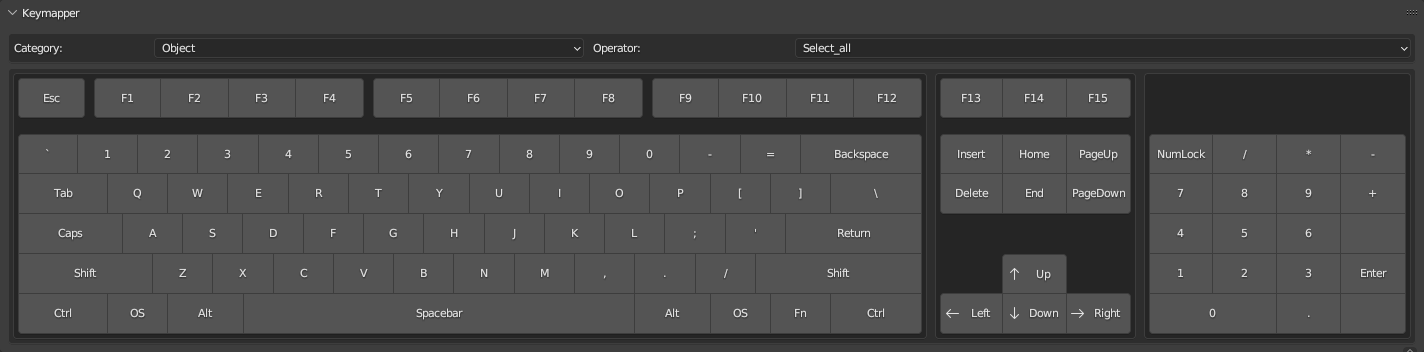 Keymapper
Category: Object Operator: Select_all
Esc F1 F2 F3 F4 F5 F6 F7 F8 F9 F10 F11 F12 F13 F14 F15
` 1 2 3 4 5 6 7 8 9 0 - = Backspace Insert Home PageUp NumLock / * -
Tab Q W E R T Y U I O P [ ] \ Delete End PageDown 7 8 9 +
Caps A S D F G H J K L ; ' Return 4 5 6
Shift Z X C V B N M , . / Shift ↑ Up 1 2 3 Enter
Ctrl OS Alt Spacebar Alt OS Fn Ctrl ← Left ↓ Down → Right 0 .